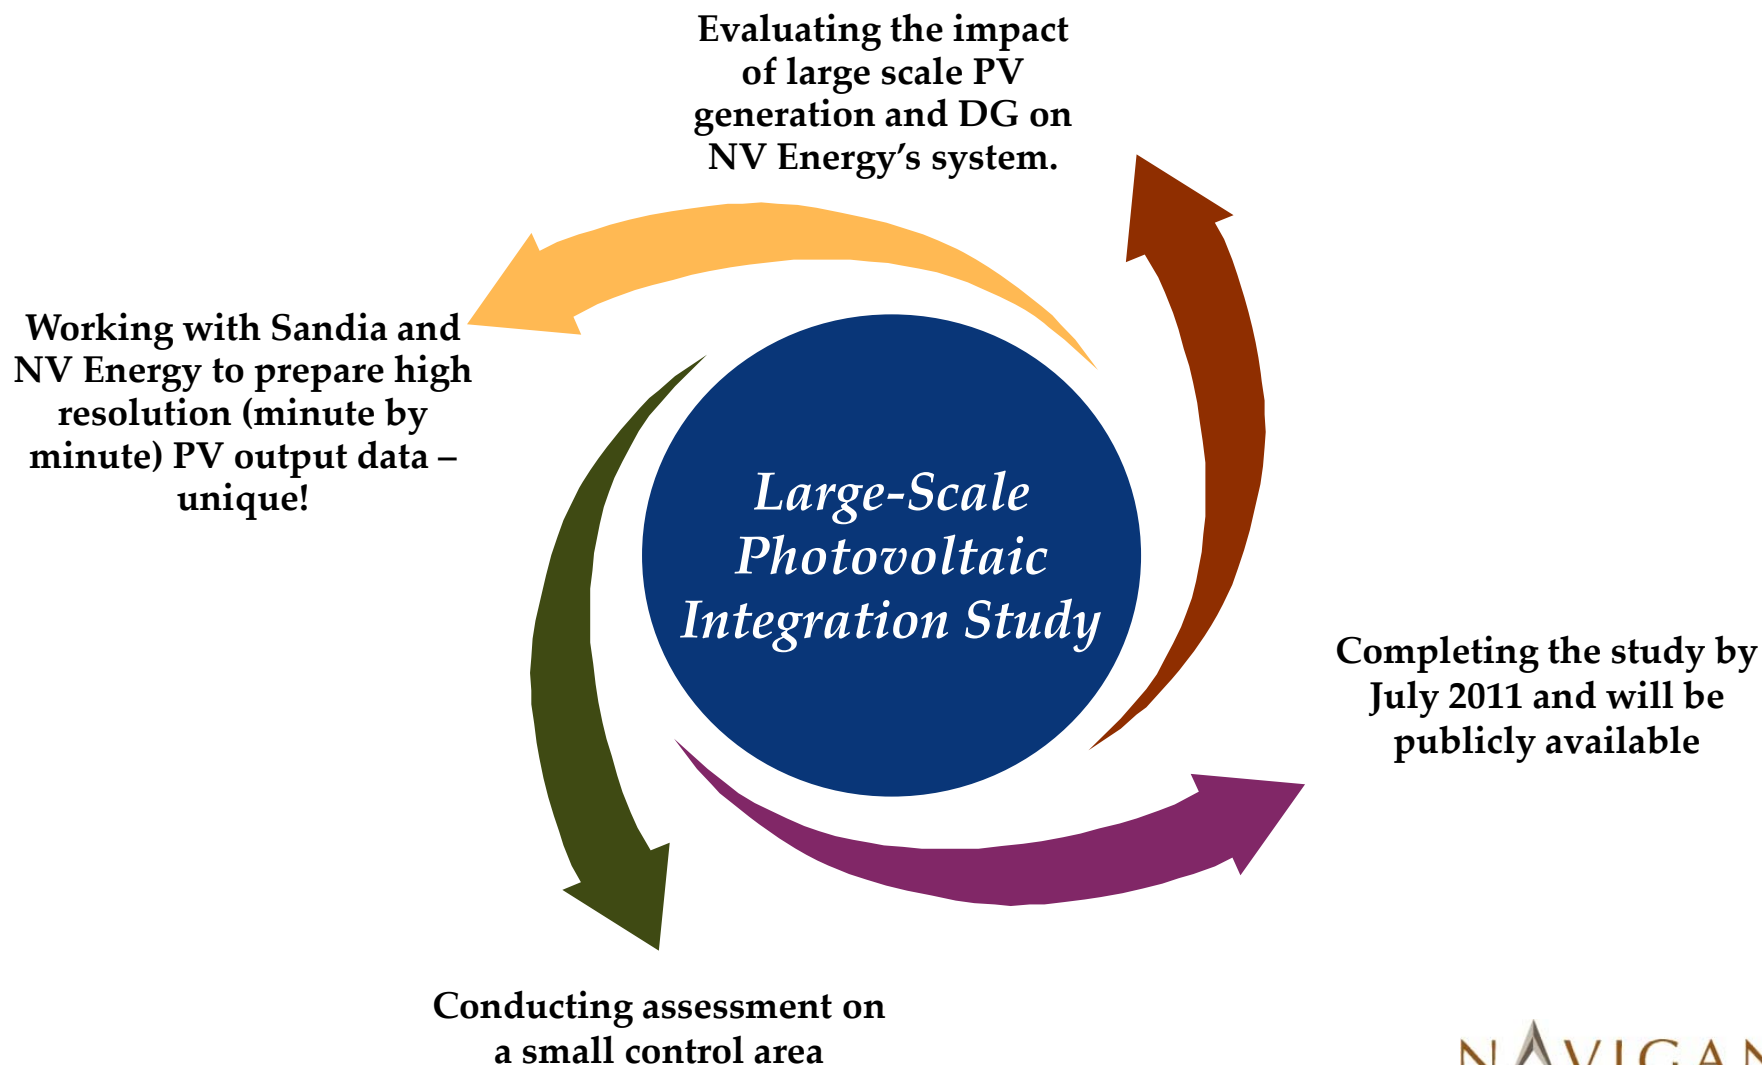 Evaluating the impact
of large scale PV
generation and DG on
NV Energy’s system.
Working with Sandia and
NV Energy to prepare high
resolution (minute by
minute) PV output data –
unique!
Large-Scale
Photovoltaic
Integration Study
Completing the study by
July 2011 and will be
publicly available
Conducting assessment on
a small control area
NAVIGAN